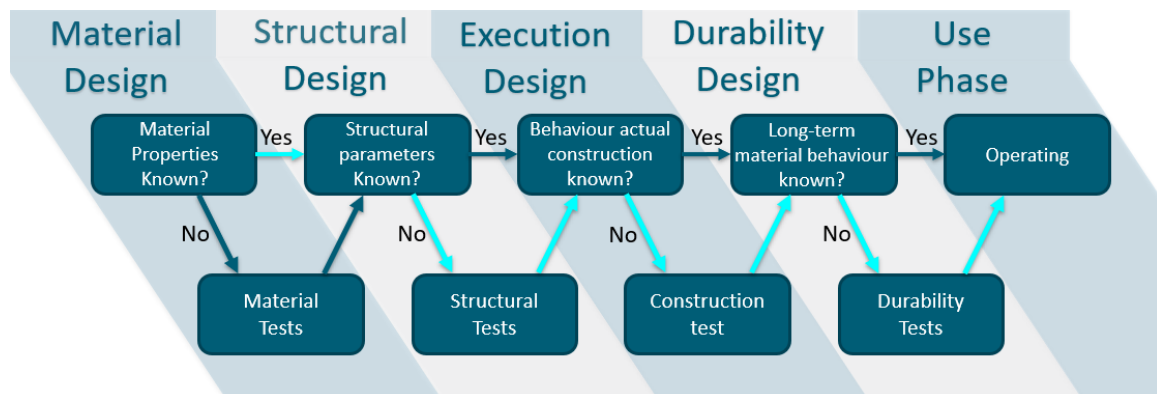 Material
Design
Structural
Design
Execution
Design
Durability
Design
Use
Phase
Material
Properties
Known?
Yes
Structural
parameters
Known?
Yes
Behaviour actual
construction
known?
Yes
Long-term
material behaviour
known?
Yes
Operating
No
No
No
No
Material
Tests
Structural
Tests
Construction
test
Durability
Tests